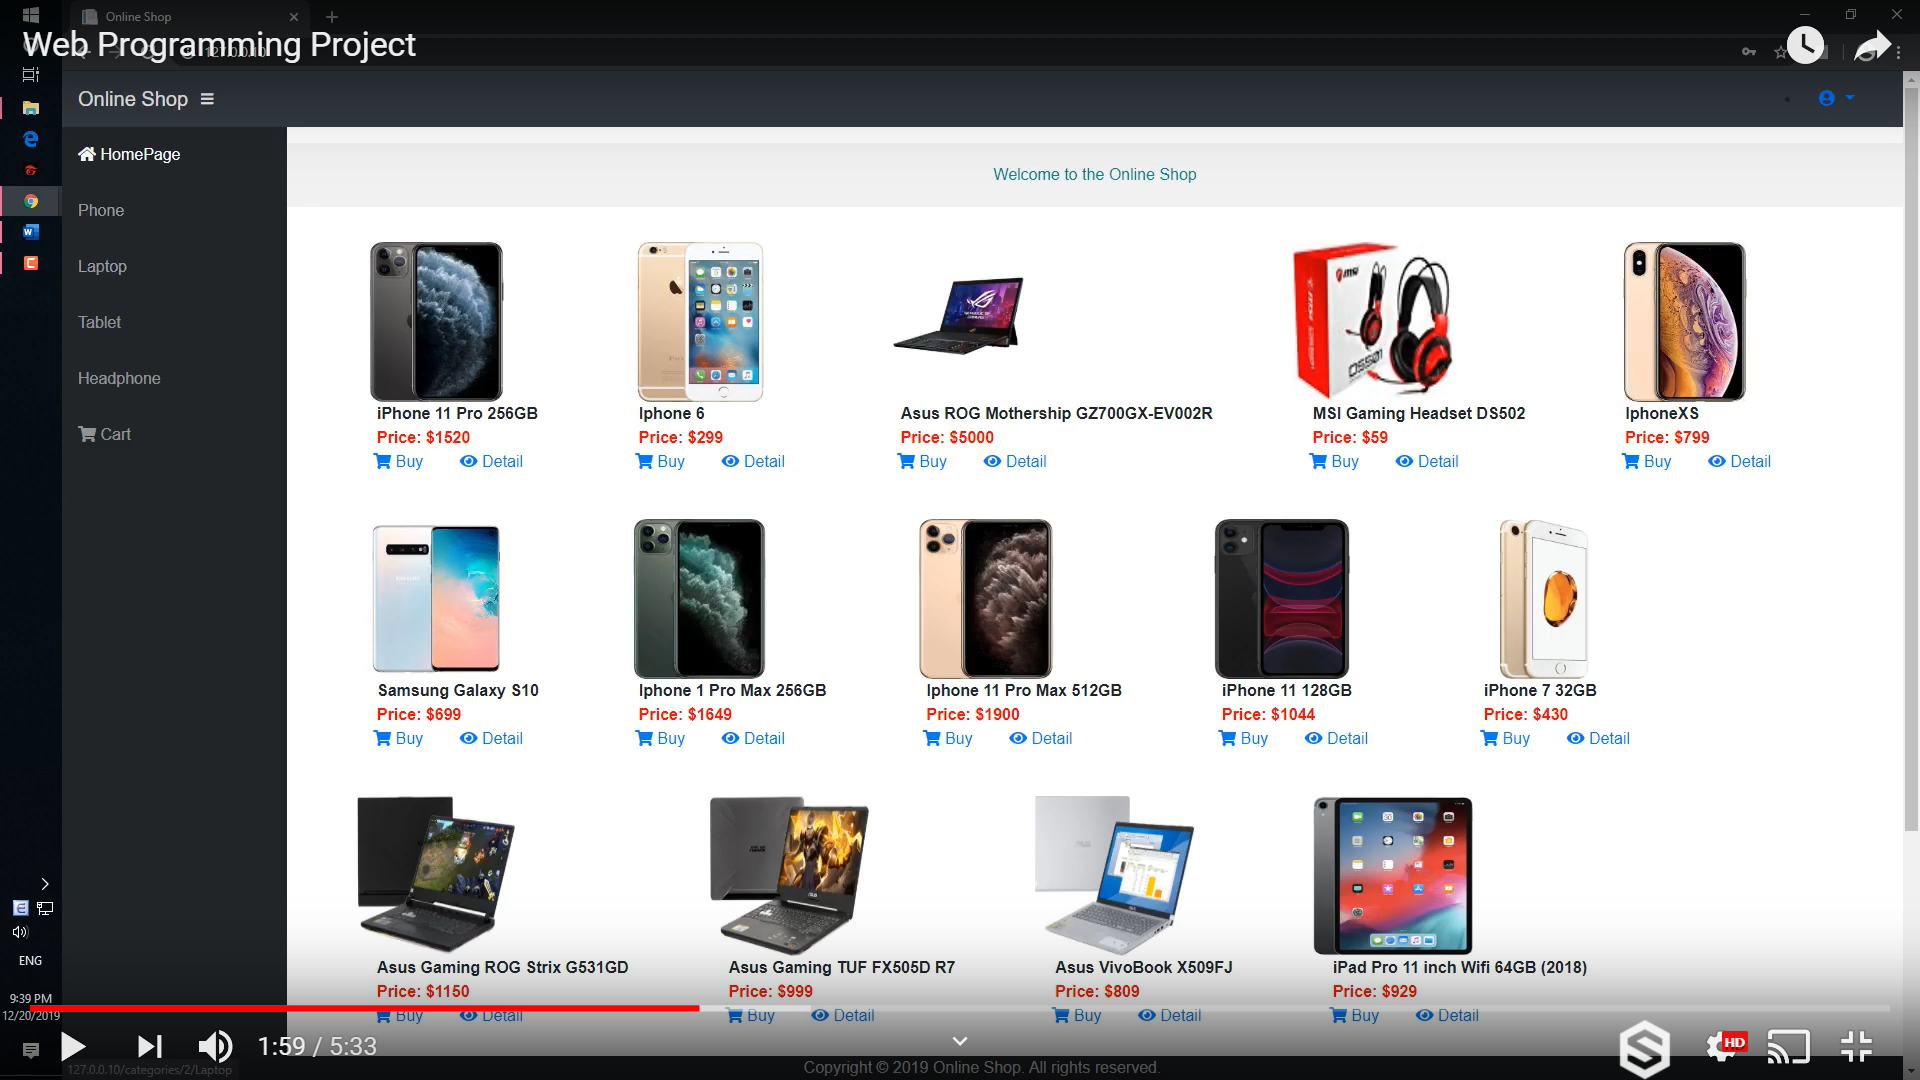 Online Shop
Web Programming Project
Online Shop
HomePage
Phone
Laptop
Tablet
Headphone
Cart
Welcome to the Online Shop
iPhone 11 Pro 256GB
Price: $1520
Buy Detail
Iphone 6
Price: $299
Buy Detail
Asus ROG Mothership GZ700GX-EV002R
Price: $5000
Buy Detail
MSI Gaming Headset DS502
Price: $59
Buy Detail
IphoneXS
Price: $799
Buy Detail
Samsung Galaxy S10
Price: $699
Buy Detail
Iphone 1 Pro Max 256GB
Price: $1649
Buy Detail
Iphone 11 Pro Max 512GB
Price: $1900
Buy Detail
iPhone 11 128GB
Price: $1044
Buy Detail
iPhone 7 32GB
Price: $430
Buy Detail
Asus Gaming ROG Strix G531GD
Price: $1150
Buy Detail
Asus Gaming TUF FX505D R7
Price: $999
Buy Detail
Asus VivoBook X509FJ
Price: $809
Buy Detail
iPad Pro 11 inch Wifi 64GB (2018)
Price: $929
Buy Detail
ENG
9:39 PM
12/20/2019
1:59 / 5:33
HD
127.0.0.10/categories/2/Laptop
Copyright © 2019 Online Shop. All rights reserved.